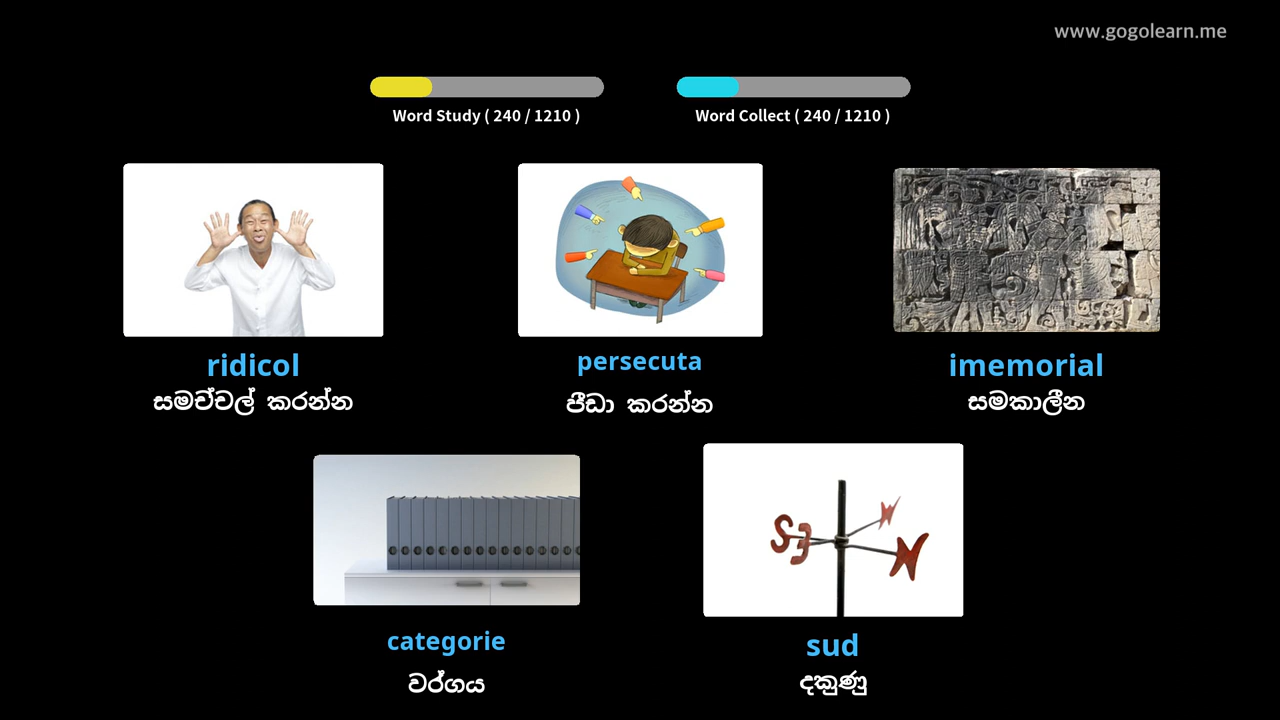 www.gogolearn.me
Word Study ( 240 / 1210 )
Word Collect ( 240 / 1210 )
ridicol
සමච්චල් කරන්න
persecuta
පීඩා කරන්න
imemorial
සමකාලීන
categorie
වර්ගය
sud
දකුණු